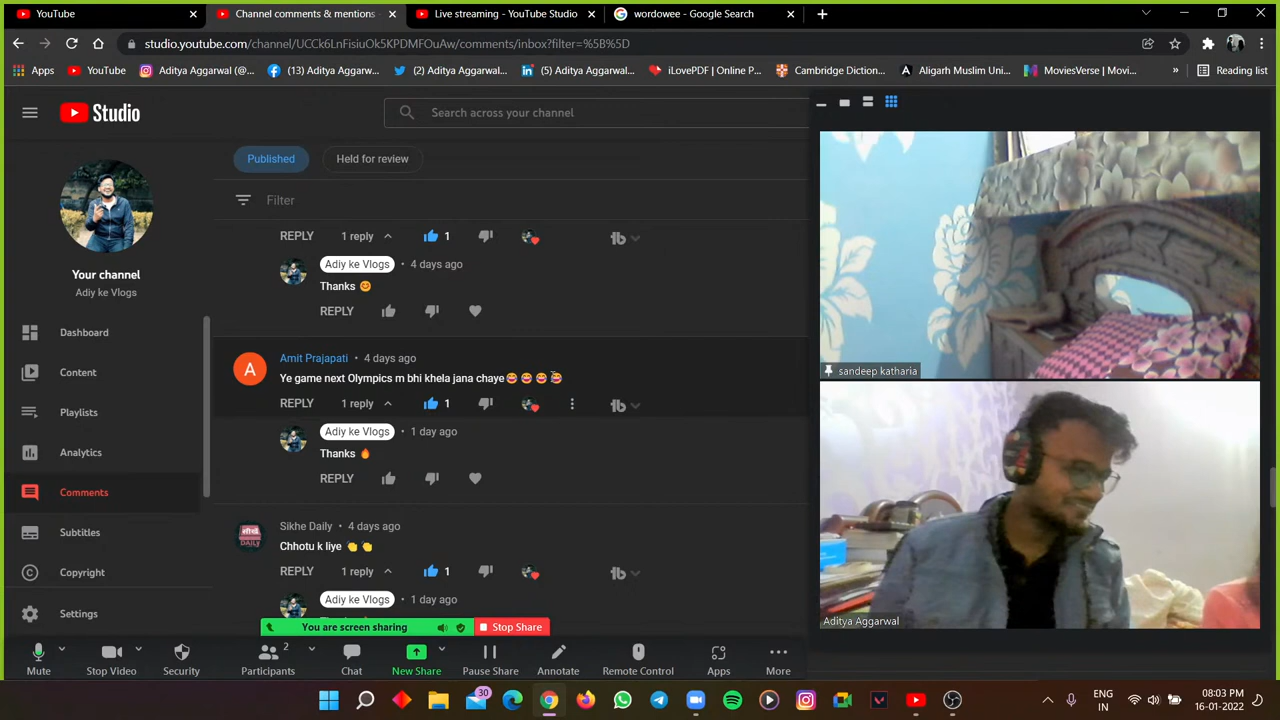 YouTube
Channel comments & mentions
Live streaming - YouTube Studio
wordowee - Google Search
studio.youtube.com/channel/UCCk6LnFisiuOk5KPDMFOuAw/comments/inbox?filter=%5B%5D
Apps
YouTube
Aditya Aggarwal (@...
(13) Aditya Aggarw...
(2) Aditya Aggarwal...
(5) Aditya Aggarwal...
iLovePDF | Online P...
Cambridge Diction...
Aligarh Muslim Uni...
MoviesVerse | Movi...
Reading list
Studio
Search across your channel
Published
Held for review
Filter
Your channel
Adiy ke Vlogs
Dashboard
Content
Playlists
Analytics
Comments
Subtitles
Copyright
Settings
REPLY 1 reply 1
Adiy ke Vlogs • 4 days ago
Thanks 😊
REPLY
A
Amit Prajapati • 4 days ago
Ye game next Olympics m bhi khela jana chaye😂 😂 😂 😂
REPLY 1 reply 1
Adiy ke Vlogs • 1 day ago
Thanks 🔥
REPLY
DAILY
Sikhe Daily • 4 days ago
Chhotu k liye 👏 👏
REPLY 1 reply 1
Adiy ke Vlogs • 1 day ago
sandeep katharia
Aditya Aggarwal
You are screen sharing
Stop Share
Mute
Stop Video
Security
2
Participants
Chat
New Share
Pause Share
Annotate
Remote Control
Apps
More
30
ENG
IN
08:03 PM
16-01-2022